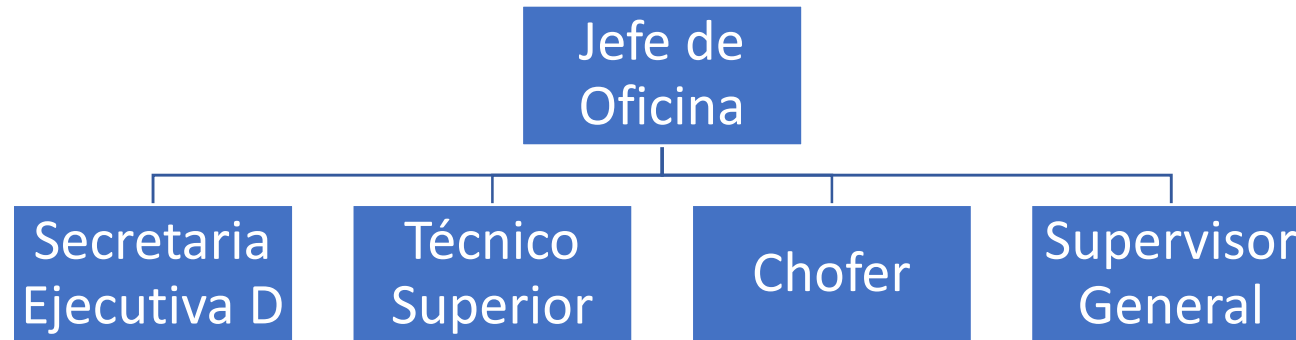 Jefe de
Oficina
Secretaria
Ejecutiva D
Técnico
Superior
Chofer
Supervisor
General